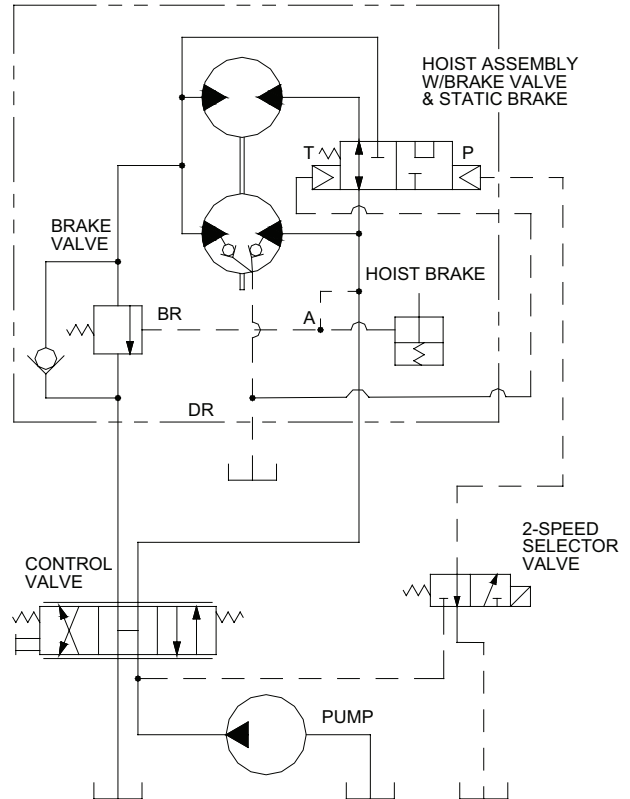 HOIST ASSEMBLY
W/BRAKE VALVE
& STATIC BRAKE
T
P
BRAKE
VALVE
HOIST BRAKE
BR
A
DR
2-SPEED
SELECTOR
VALVE
CONTROL
VALVE
PUMP